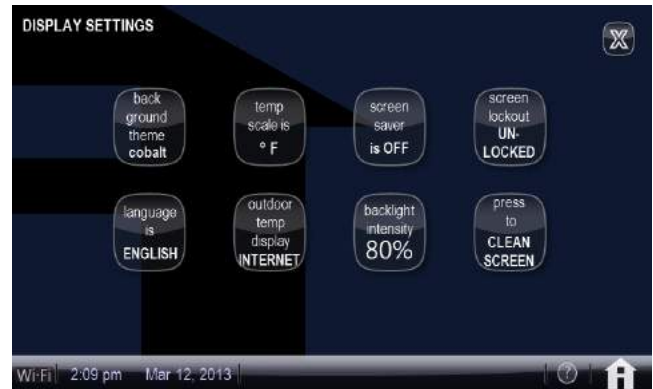 DISPLAY SETTINGS
X
back
ground
theme
cobalt
temp
scale is
° F
screen
saver
is OFF
screen
lockout
UN-
LOCKED
language
is
ENGLISH
outdoor
temp
display
INTERNET
backlight
intensity
80%
press
to
CLEAN
SCREEN
Wi-Fi 2:09 pm Mar 12, 2013 ?